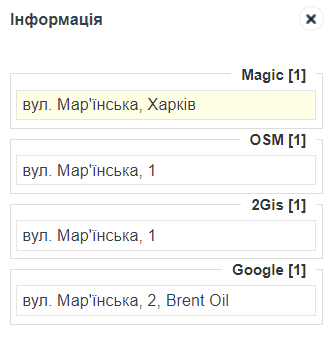 Інформація
Magic [1]
вул. Мар'їнська, Харків
OSM [1]
вул. Мар'їнська, 1
2Gis [1]
вул. Мар'їнська, 1
Google [1]
вул. Мар'їнська, 2, Brent Oil